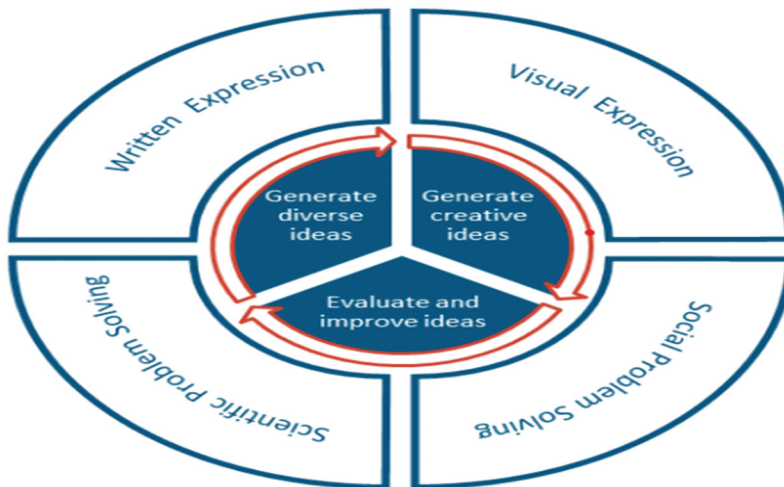 Written Expression
Visual Expression
Generate
diverse
ideas
Generate
creative
ideas
Evaluate and
improve ideas
Scientific Problem Solving
Social Problem Solving